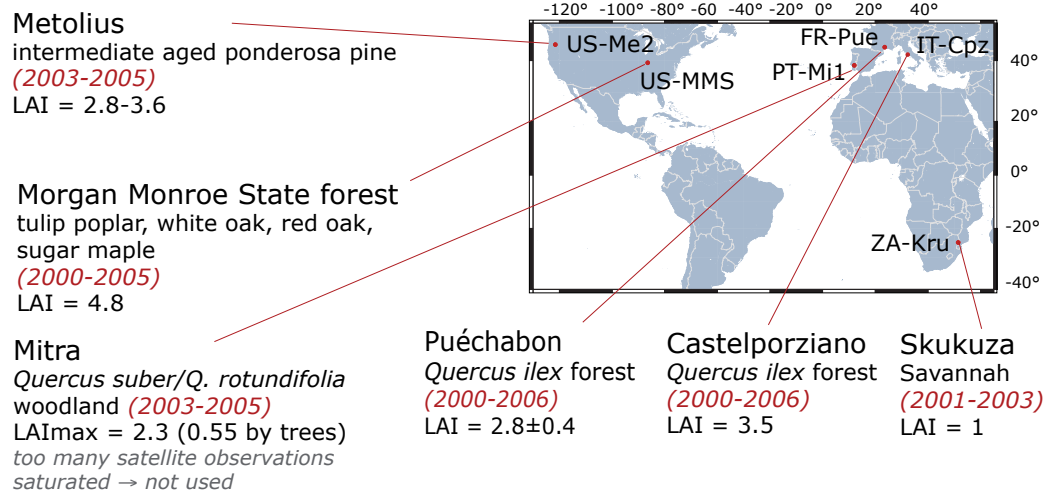 Metolius
intermediate aged ponderosa pine
(2003-2005)
LAI = 2.8-3.6
Morgan Monroe State forest
tulip poplar, white oak, red oak,
sugar maple
(2000-2005)
LAI = 4.8
Mitra
Quercus suber/Q. rotundifolia
woodland (2003-2005)
LAImax = 2.3 (0.55 by trees)
too many satellite observations
saturated → not used
-120° -100° -80° -60° -40° -20° 0° 20° 40°
US-Me2
US-MMS
FR-Pue
IT-Cpz
PT-Mi1
ZA-Kru
40°
20°
0°
-20°
-40°
Puéchabon
Quercus ilex forest
(2000-2006)
LAI = 2.8±0.4
Castelporziano
Quercus ilex forest
(2000-2006)
LAI = 3.5
Skukuza
Savannah
(2001-2003)
LAI = 1